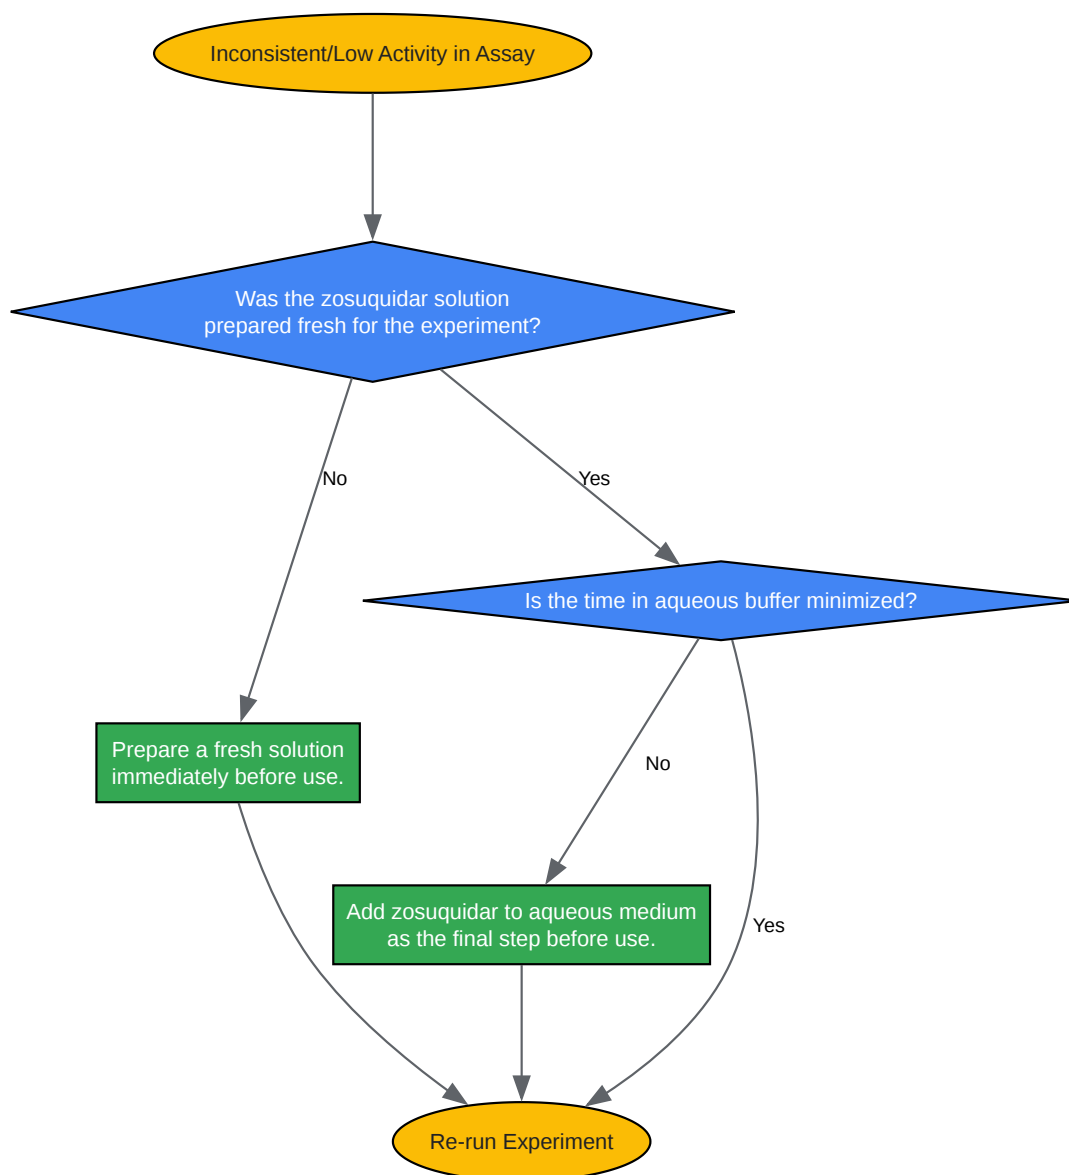 Inconsistent/Low Activity in Assay
Was the zosuquidar solution
prepared fresh for the experiment?
No
Yes
Is the time in aqueous buffer minimized?
Prepare a fresh solution
immediately before use.
No
Add zosuquidar to aqueous medium
as the final step before use.
Yes
Re-run Experiment